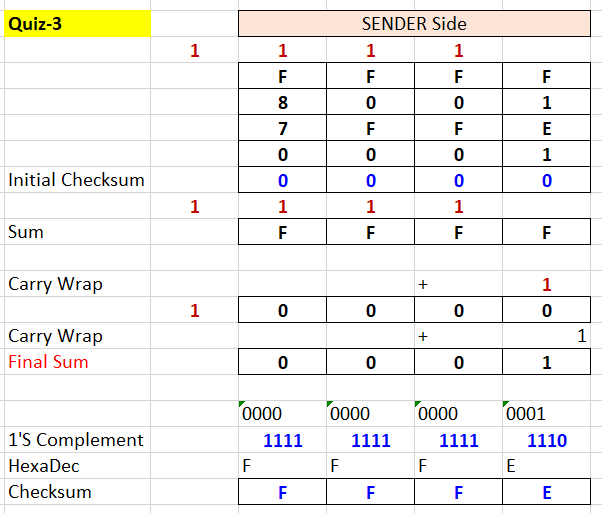 Quiz-3 SENDER Side
1 1 1 1
F F F F
8 0 0 1
7 F F E
0 0 0 1
Initial Checksum 0 0 0 0
1 1 1 1
Sum F F F F
Carry Wrap + 1
1 0 0 0 0
Carry Wrap + 1
Final Sum 0 0 0 1
0000 0000 0000 0001
1'S Complement 1111 1111 1111 1110
HexaDec F F F E
Checksum F F F E